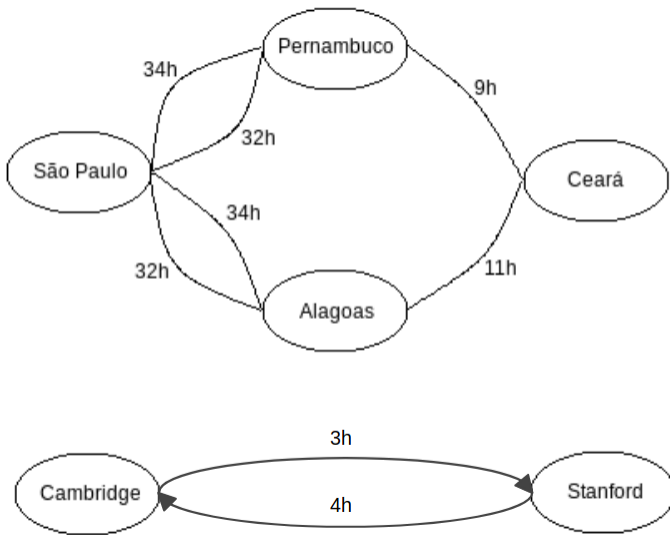 Pernambuco
34h
9h
32h
São Paulo
Ceará
34h
32h
11h
Alagoas
3h
Cambridge
Stanford
4h